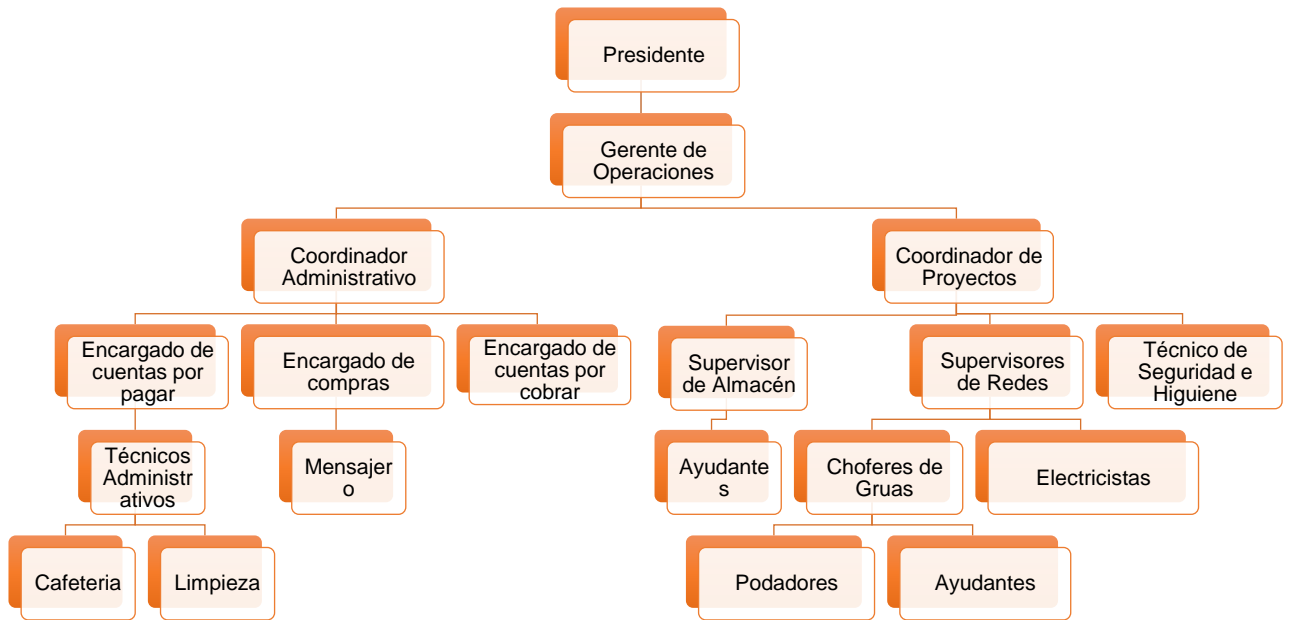 Presidente
Gerente de
Operaciones
Coordinador
Administrativo
Coordinador de
Proyectos
Encargado de
cuentas por
pagar
Encargado de
compras
Encargado de
cuentas por
cobrar
Supervisor
de Almacén
Supervisores
de Redes
Técnico de
Seguridad e
Higuiene
Técnicos
Administr
ativos
Mensajer
o
Ayudante
s
Choferes de
Gruas
Electricistas
Cafeteria
Limpieza
Podadores
Ayudantes